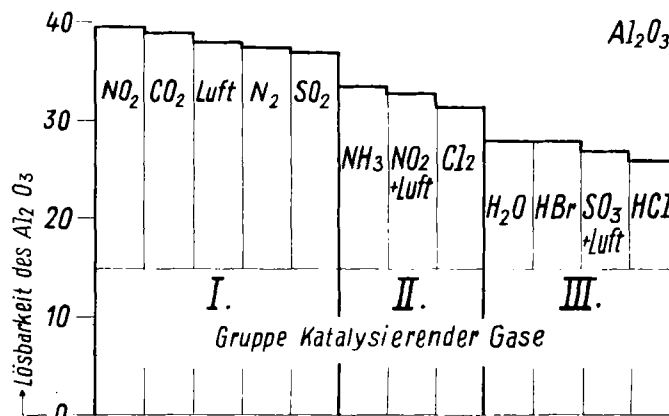 Al₂O₃
40
30
20
10
0
→Lösbarkeit des Al₂O₃
NO₂ CO₂ Luft N₂ SO₂
NH₃ NO₂ +Luft Cl₂
H₂O HBr SO₃ +Luft HCl
I. II. III.
Gruppe Katalysierender Gase